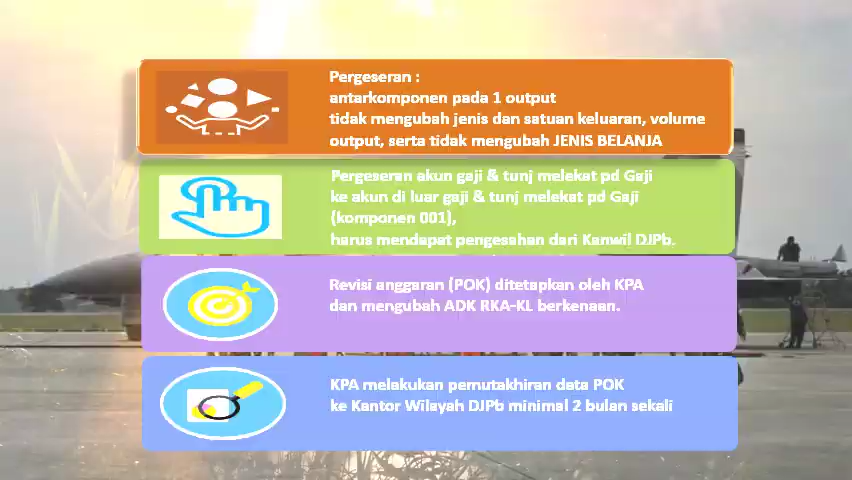 Pergeseran :
antarkomponen pada 1 output
tidak mengubah jenis dan satuan keluaran, volume
output, serta tidak mengubah JENIS BELANJA
Pergeseran akun gaji & tunj melekat pd Gaji
ke akun di luar gaji & tunj melekat pd Gaji
(komponen 001),
harus mendapat pengesahan dari Kanwil DJPb.
Revisi anggaran (POK) ditetapkan oleh KPA
dan mengubah ADK RKA-KL berkenaan.
KPA melakukan pemutakhiran data POK
ke Kantor Wilayah DJPb minimal 2 bulan sekali